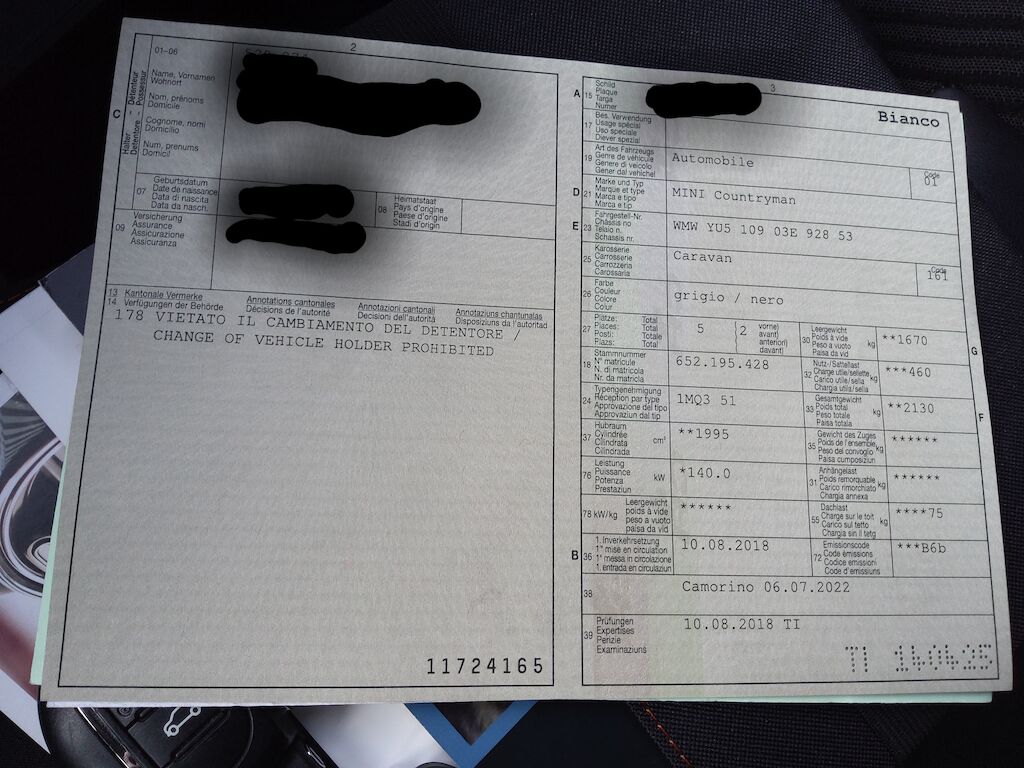 2
01-06
Name, Vornamen
Wohnort
Nom, prénoms
Domicile
Cognome, nomi
Domicilio
Num, prenums
Domicil
C
Halter Détenteur
Detentore - Possessur
07
Geburtsdatum
Date de naissance
Data di nascita
Data da nasch.
08
Heimatstaat
Pays d'origine
Paese d'origine
Stadi d'origin
09
Versicherung
Assurance
Assicurazione
Assicuranza
13 Kantonale Vermerke Annotations cantonales Annotazioni cantonali Annotaziuns chantunalas
14 Verfügungen der Behörde Décisions de l'autorité Decisioni dell'autorità Disposiziuns da l'autoritad
178 VIETATO IL CAMBIAMENTO DEL DETENTORE /
CHANGE OF VEHICLE HOLDER PROHIBITED
11724165
3
A 15
Schild
Plaque
Targa
Numer
Bianco
17
Bes. Verwendung
Usage spécial
Uso speciale
Diever spezial
19
Art des Fahrzeugs
Genre de véhicule
Genere di veicolo
Gener dal vehichel
Automobile
Code
01
D 21
Marke und Typ
Marque et type
Marca e tipo
Marca e tip
MINI Countryman
E 23
Fahrgestell-Nr.
Châssis no
Telaio n.
Schassis nr.
WMW YU5 109 03E 928 53
25
Karosserie
Carrosserie
Carrozzeria
Carossaria
Caravan
Code
161
26
Farbe
Couleur
Colore
Colur
grigio / nero
27
Plätze: Total
Places: Total
Posti: Totale
Plazs: Total
5
(2
vorne)
avant)
anteriori)
davant)
30
Leergewicht
Poids à vide
Peso a vuoto
Paisa da vid
kg
**1670
G
18
Stammnummer
N° matricule
N. di matricola
Nr. da matricla
652.195.428
32
Nutz-/Sattellast
Charge utile/sellette
Carico utile/sella
Chargia utila/sella
kg
***460
24
Typengenehmigung
Réception par type
Approvazione del tipo
Approvaziun dal tip
1MQ3 51
33
Gesamtgewicht
Poids total
Peso totale
Paisa totala
kg
**2130
F
37
Hubraum
Cylindrée
Cilindrata
Cilindrada
cm³
**1995
35
Gewicht des Zuges
Poids de l'ensemble
Peso del convoglio
Paisa cumposiziun
kg
******
76
Leistung
Puissance
Potenza
Prestaziun
kW
*140.0
31
Anhängelast
Poids remorquable
Carico rimorchiato
Chargia annexa
kg
******
78 kW/kg
Leergewicht
poids à vide
peso a vuoto
paisa da vid
******
55
Dachlast
Charge sur le toit
Carico sul tetto
Chargia sin il tetg
kg
****75
B 36
1. Inverkehrsetzung
1re mise en circulation
1a messa in circolazione
1. entrada en circulaziun
10.08.2018
72
Emissionscode
Code émissions
Codice emissioni
Code d'emissiuns
***B6b
38
Camorino 06.07.2022
39
Prüfungen
Expertises
Perizie
Examinaziuns
10.08.2018 TI
TI 160625